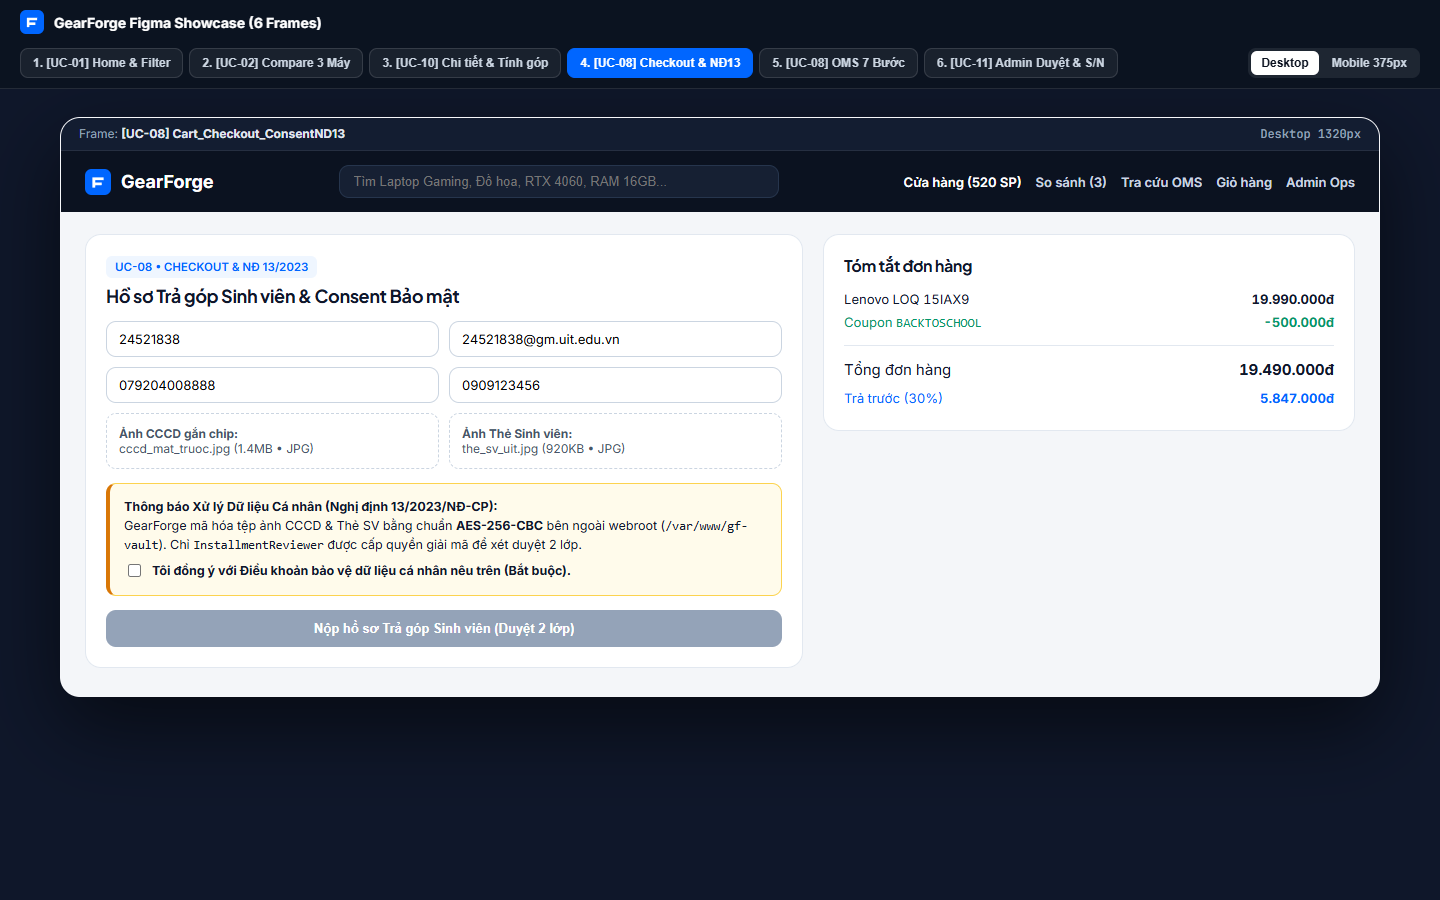 GearForge Figma Showcase (6 Frames)
1. [UC-01] Home & Filter
2. [UC-02] Compare 3 Máy
3. [UC-10] Chi tiết & Tính góp
4. [UC-08] Checkout & NĐ13
5. [UC-08] OMS 7 Bước
6. [UC-11] Admin Duyệt & S/N
Desktop
Mobile 375px
Frame: [UC-08] Cart_Checkout_ConsentND13
Desktop 1320px
GearForge
Tìm Laptop Gaming, Đồ họa, RTX 4060, RAM 16GB...
Cửa hàng (520 SP)
So sánh (3)
Tra cứu OMS
Giỏ hàng
Admin Ops
UC-08 • CHECKOUT & NĐ 13/2023
Hồ sơ Trả góp Sinh viên & Consent Bảo mật
24521838
24521838@gm.uit.edu.vn
079204008888
0909123456
Ảnh CCCD gắn chip:
cccd_mat_truoc.jpg (1.4MB • JPG)
Ảnh Thẻ Sinh viên:
the_sv_uit.jpg (920KB • JPG)
Thông báo Xử lý Dữ liệu Cá nhân (Nghị định 13/2023/NĐ-CP):
GearForge mã hóa tệp ảnh CCCD & Thẻ SV bằng chuẩn AES-256-CBC bên ngoài webroot (/var/www/gf-
vault). Chỉ InstallmentReviewer được cấp quyền giải mã để xét duyệt 2 lớp.
Tôi đồng ý với Điều khoản bảo vệ dữ liệu cá nhân nêu trên (Bắt buộc).
Nộp hồ sơ Trả góp Sinh viên (Duyệt 2 lớp)
Tóm tắt đơn hàng
Lenovo LOQ 15IAX9
19.990.000đ
Coupon BACKTOSCHOOL
-500.000đ
Tổng đơn hàng
19.490.000đ
Trả trước (30%)
5.847.000đ